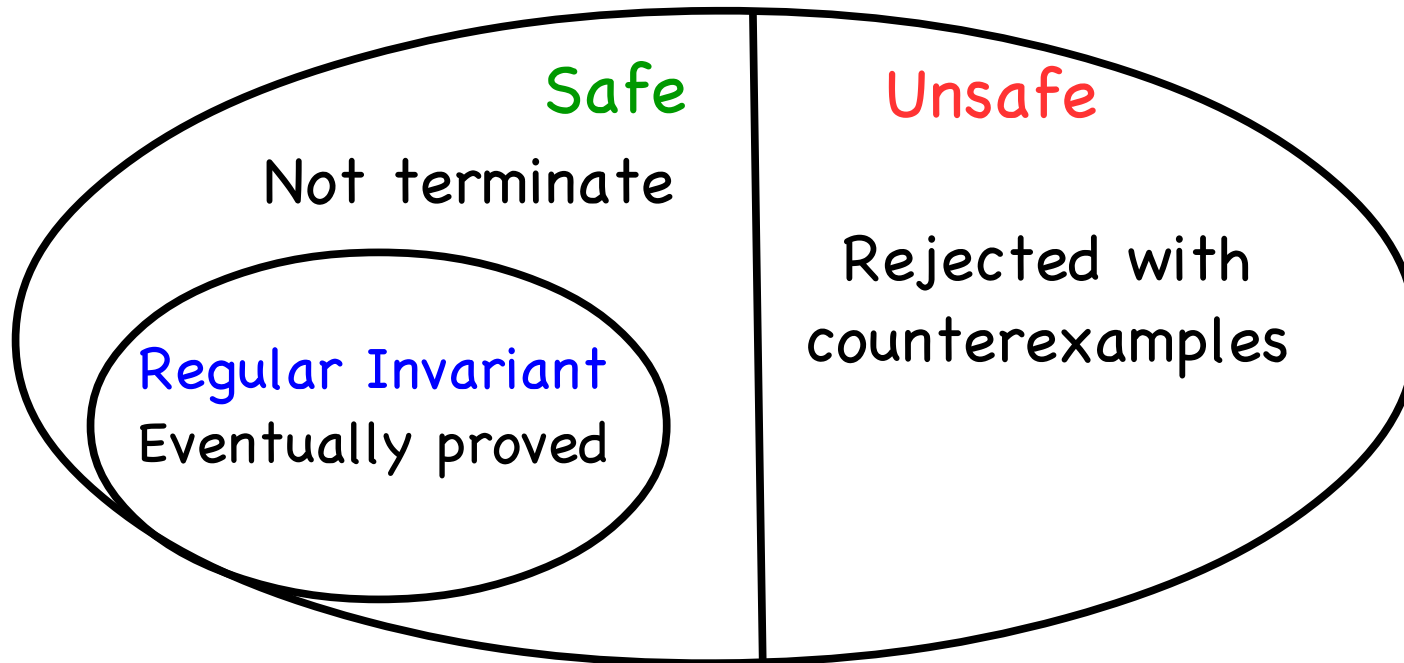 Safe
Unsafe
Not terminate
Rejected with
counterexamples
Regular Invariant
Eventually proved